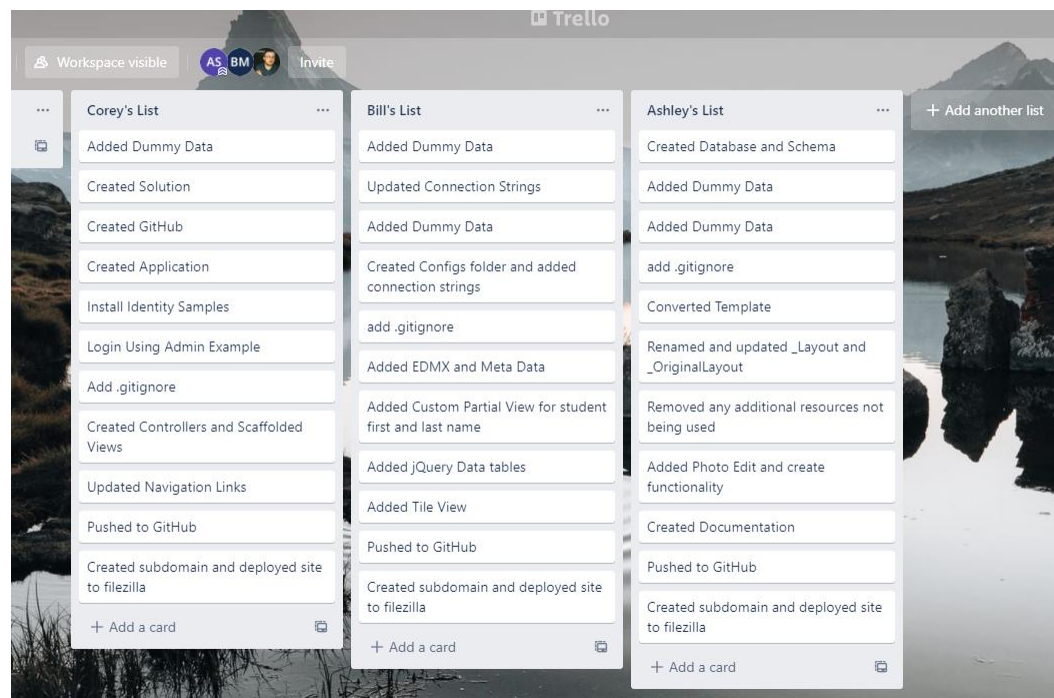 Trello
Workspace visible
AS
BM
Invite
Corey's List
Added Dummy Data
Created Solution
Created GitHub
Created Application
Install Identity Samples
Login Using Admin Example
Add .gitignore
Created Controllers and Scaffolded
Views
Updated Navigation Links
Pushed to GitHub
Created subdomain and deployed site
to filezilla
+ Add a card
Bill's List
Added Dummy Data
Updated Connection Strings
Added Dummy Data
Created Configs folder and added
connection strings
add .gitignore
Added EDMX and Meta Data
Added Custom Partial View for student
first and last name
Added jQuery Data tables
Added Tile View
Pushed to GitHub
Created subdomain and deployed site
to filezilla
+ Add a card
Ashley's List
Created Database and Schema
Added Dummy Data
Added Dummy Data
add .gitignore
Converted Template
Renamed and updated _Layout and
_OriginalLayout
Removed any additional resources not
being used
Added Photo Edit and create
functionality
Created Documentation
Pushed to GitHub
Created subdomain and deployed site
to filezilla
+ Add a card
+ Add another list